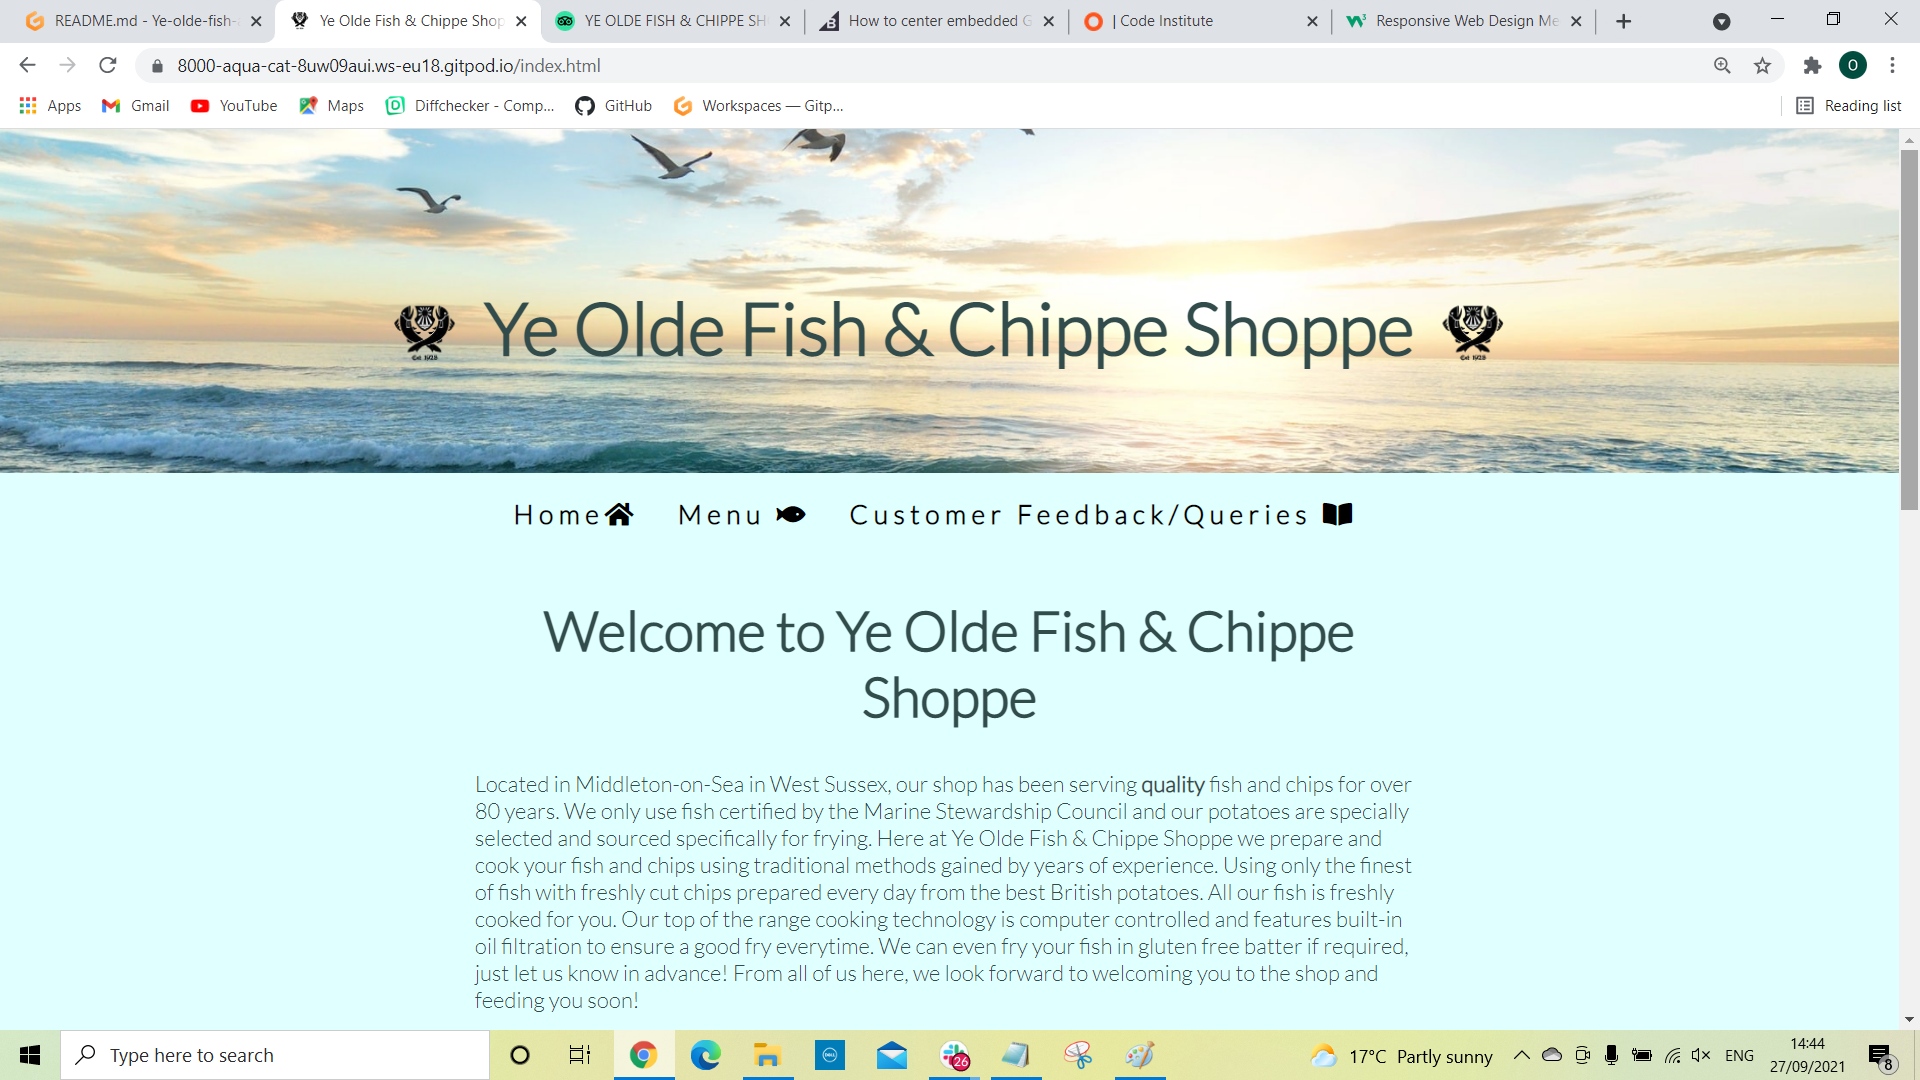 README.md - Ye-olde-fish-
Ye Olde Fish & Chippe Shop
YE OLDE FISH & CHIPPE SH
How to center embedded G
| Code Institute
Responsive Web Design Me
8000-aqua-cat-8uw09aui.ws-eu18.gitpod.io/index.html
O
Apps
Gmail
YouTube
Maps
Diffchecker - Comp...
GitHub
Workspaces — Gitp...
Reading list
Ye Olde Fish & Chippe Shoppe
Est 1928
Est 1928
Home
Menu
Customer Feedback/Queries
Welcome to Ye Olde Fish & Chippe
Shoppe
Located in Middleton-on-Sea in West Sussex, our shop has been serving quality fish and chips for over
80 years. We only use fish certified by the Marine Stewardship Council and our potatoes are specially
selected and sourced specifically for frying. Here at Ye Olde Fish & Chippe Shoppe we prepare and
cook your fish and chips using traditional methods gained by years of experience. Using only the finest
of fish with freshly cut chips prepared every day from the best British potatoes. All our fish is freshly
cooked for you. Our top of the range cooking technology is computer controlled and features built-in
oil filtration to ensure a good fry everytime. We can even fry your fish in gluten free batter if required,
just let us know in advance! From all of us here, we look forward to welcoming you to the shop and
feeding you soon!
Type here to search
DELL
26
17°C Partly sunny
ENG
14:44
27/09/2021
8